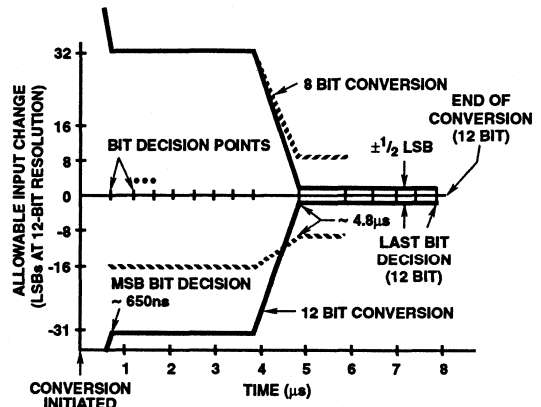 ALLOWABLE INPUT CHANGE
(LSBs AT 12-BIT RESOLUTION)
32
16
8
0
-8
-16
-31
8 BIT CONVERSION
END OF
CONVERSION
(12 BIT)
BIT DECISION POINTS
±1/2 LSB
~ 4.8µs
LAST BIT
DECISION
(12 BIT)
MSB BIT DECISION
~ 650ns
12 BIT CONVERSION
1 2 3 4 5 6 7 8
CONVERSION
INITIATED
TIME (µs)